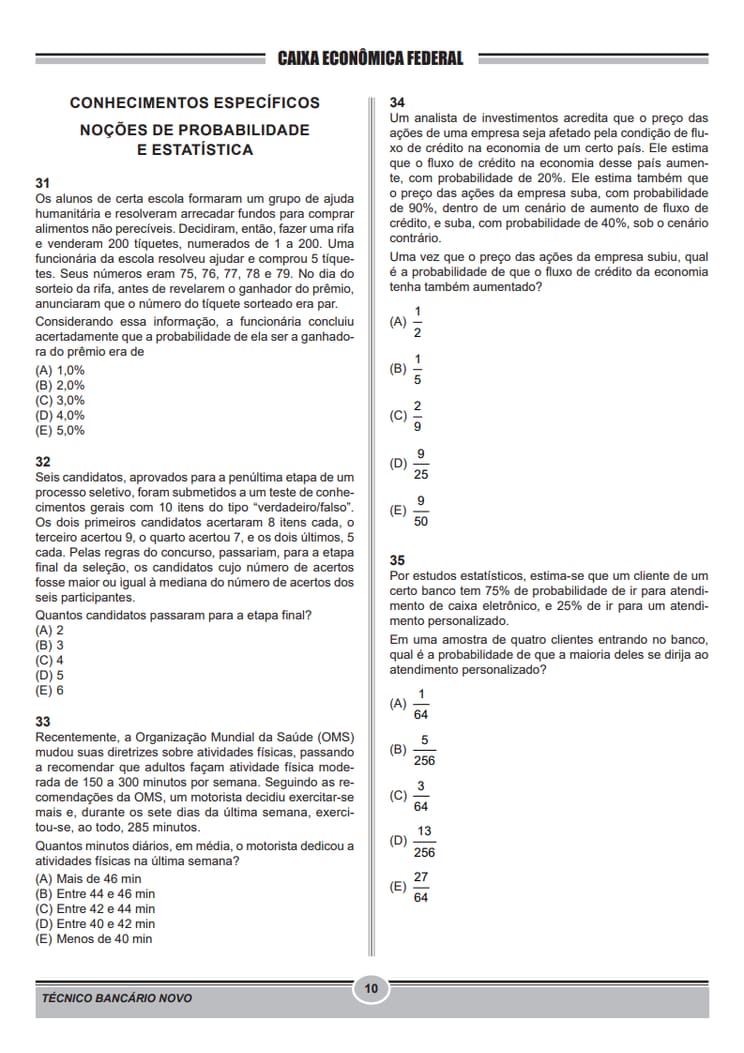 CAIXA ECONÔMICA FEDERAL
CONHECIMENTOS ESPECÍFICOS
NOÇÕES DE PROBABILIDADE
E ESTATÍSTICA
31
Os alunos de certa escola formaram um grupo de ajuda
humanitária e resolveram arrecadar fundos para comprar
alimentos não perecíveis. Decidiram, então, fazer uma rifa
e venderam 200 tíquetes, numerados de 1 a 200. Uma
funcionária da escola resolveu ajudar e comprou 5 tíque-
tes. Seus números eram 75, 76, 77, 78 e 79. No dia do
sorteio da rifa, antes de revelarem o ganhador do prêmio,
anunciaram que o número do tíquete sorteado era par.
Considerando essa informação, a funcionária concluiu
acertadamente que a probabilidade de ela ser a ganhado-
ra do prêmio era de
(A) 1,0%
(B) 2,0%
(C) 3,0%
(D) 4,0%
(E) 5,0%
32
Seis candidatos, aprovados para a penúltima etapa de um
processo seletivo, foram submetidos a um teste de conhe-
cimentos gerais com 10 itens do tipo “verdadeiro/falso”.
Os dois primeiros candidatos acertaram 8 itens cada, o
terceiro acertou 9, o quarto acertou 7, e os dois últimos, 5
cada. Pelas regras do concurso, passariam, para a etapa
final da seleção, os candidatos cujo número de acertos
fosse maior ou igual à mediana do número de acertos dos
seis participantes.
Quantos candidatos passaram para a etapa final?
(A) 2
(B) 3
(C) 4
(D) 5
(E) 6
33
Recentemente, a Organização Mundial da Saúde (OMS)
mudou suas diretrizes sobre atividades físicas, passando
a recomendar que adultos façam atividade física mode-
rada de 150 a 300 minutos por semana. Seguindo as re-
comendações da OMS, um motorista decidiu exercitar-se
mais e, durante os sete dias da última semana, exerci-
tou-se, ao todo, 285 minutos.
Quantos minutos diários, em média, o motorista dedicou a
atividades físicas na última semana?
(A) Mais de 46 min
(B) Entre 44 e 46 min
(C) Entre 42 e 44 min
(D) Entre 40 e 42 min
(E) Menos de 40 min
34
Um analista de investimentos acredita que o preço das
ações de uma empresa seja afetado pela condição de flu-
xo de crédito na economia de um certo país. Ele estima
que o fluxo de crédito na economia desse país aumen-
te, com probabilidade de 20%. Ele estima também que
o preço das ações da empresa suba, com probabilidade
de 90%, dentro de um cenário de aumento de fluxo de
crédito, e suba, com probabilidade de 40%, sob o cenário
contrário.
Uma vez que o preço das ações da empresa subiu, qual
é a probabilidade de que o fluxo de crédito da economia
tenha também aumentado?
(A) 1/2
(B) 1/5
(C) 2/9
(D) 9/25
(E) 9/50
35
Por estudos estatísticos, estima-se que um cliente de um
certo banco tem 75% de probabilidade de ir para atendi-
mento de caixa eletrônico, e 25% de ir para um atendi-
mento personalizado.
Em uma amostra de quatro clientes entrando no banco,
qual é a probabilidade de que a maioria deles se dirija ao
atendimento personalizado?
(A) 1/64
(B) 5/256
(C) 3/64
(D) 13/256
(E) 27/64
10
TÉCNICO BANCÁRIO NOVO